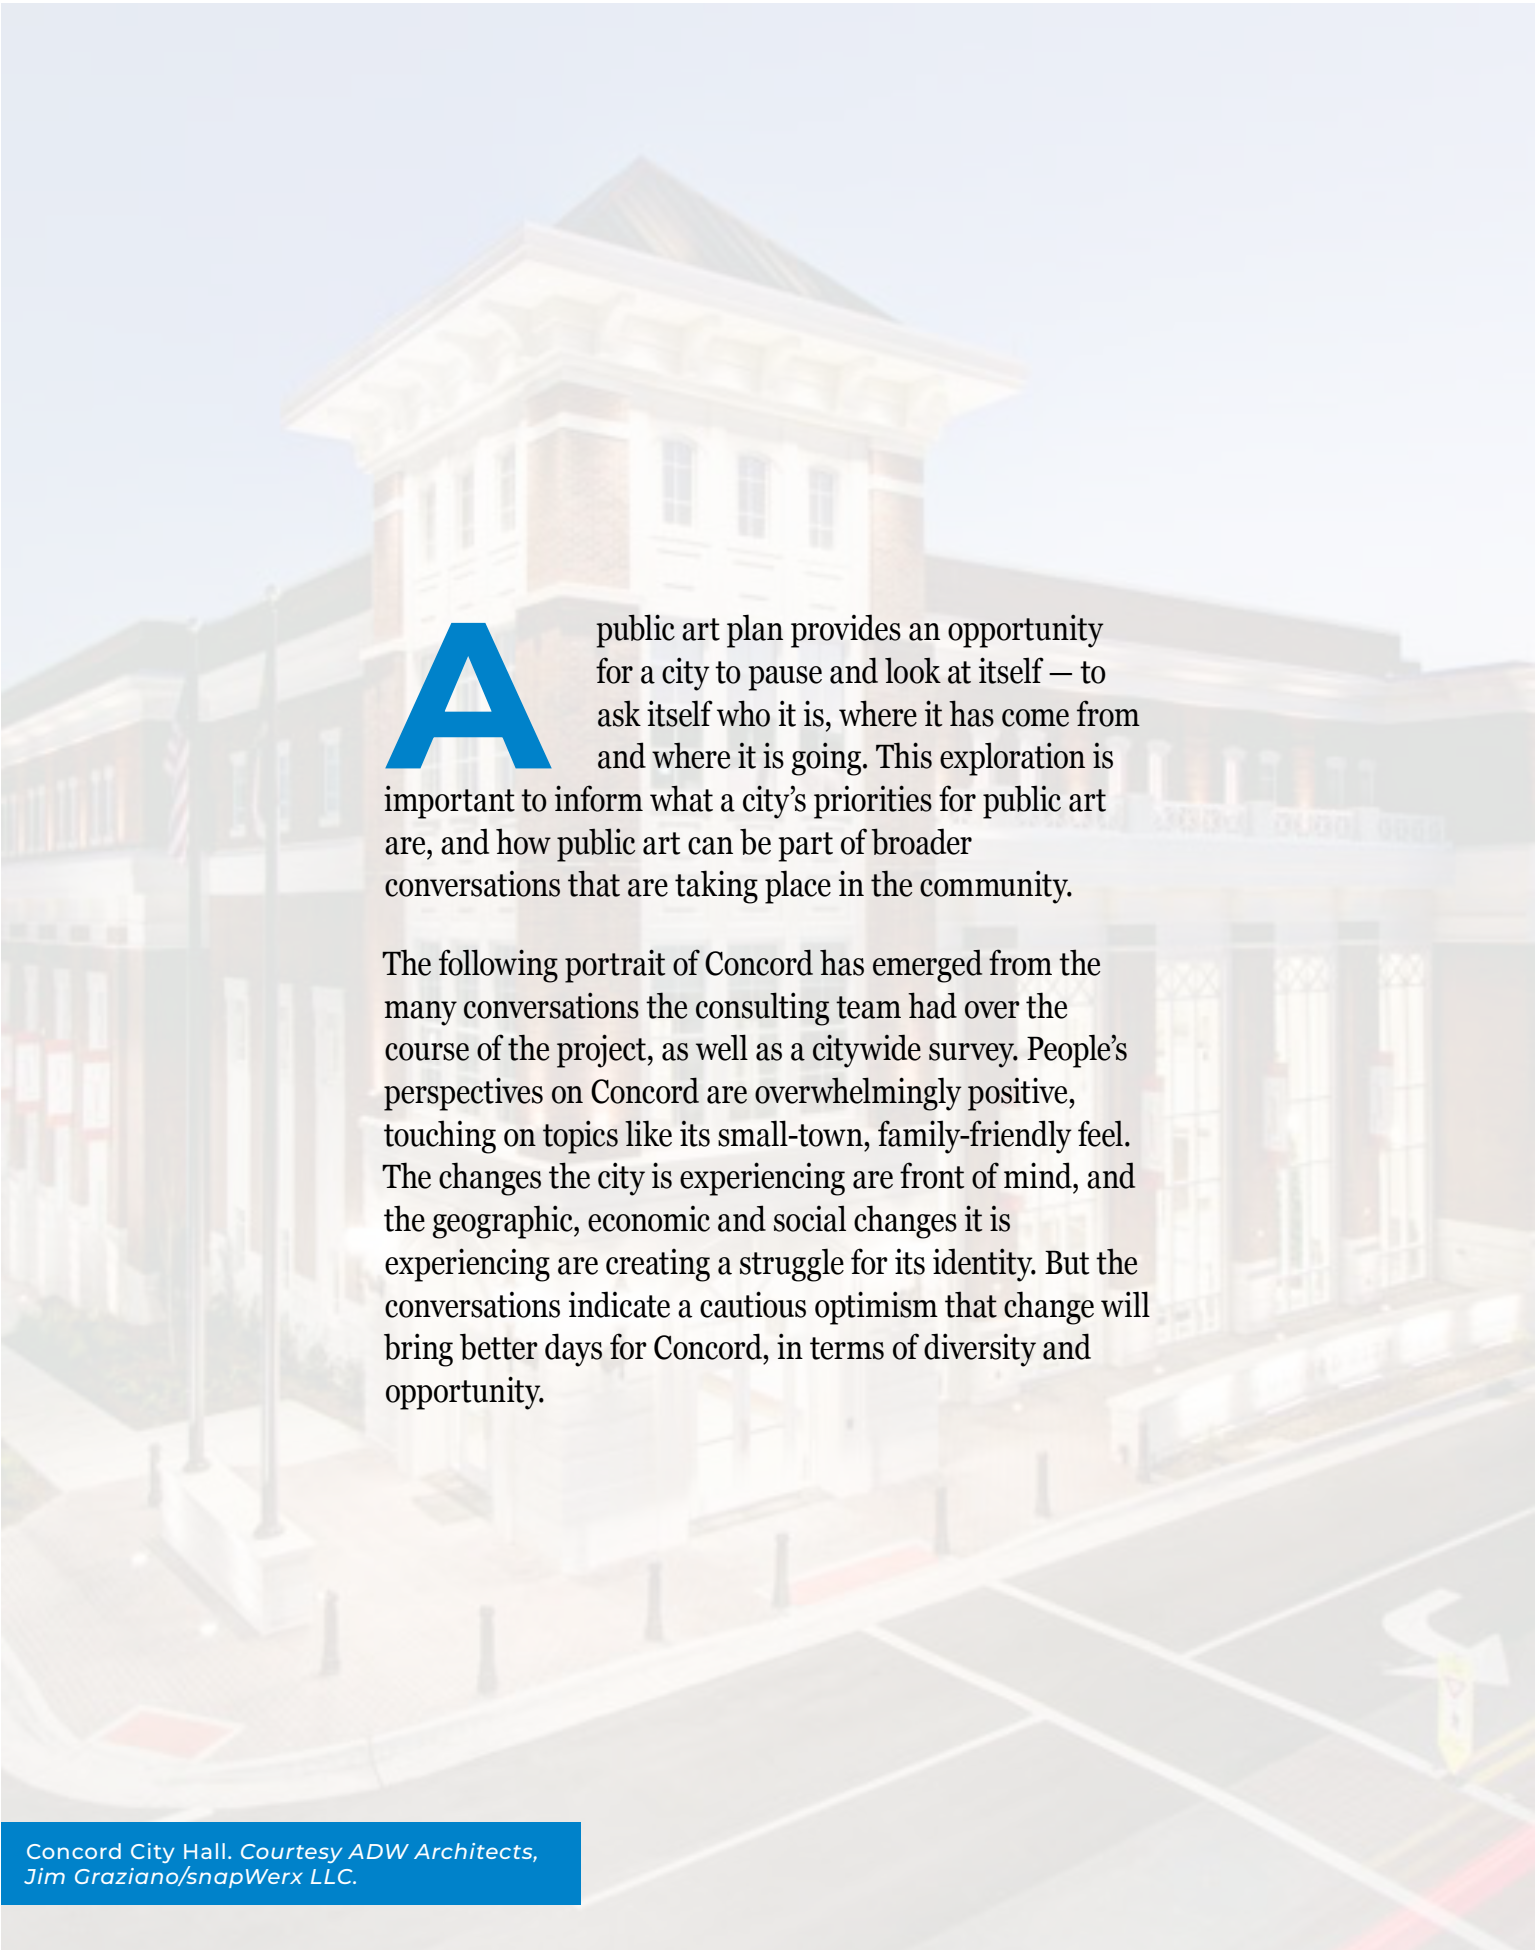 A public art plan provides an opportunity
for a city to pause and look at itself — to
ask itself who it is, where it has come from
and where it is going. This exploration is
important to inform what a city’s priorities for public art
are, and how public art can be part of broader
conversations that are taking place in the community.
The following portrait of Concord has emerged from the
many conversations the consulting team had over the
course of the project, as well as a citywide survey. People’s
perspectives on Concord are overwhelmingly positive,
touching on topics like its small-town, family-friendly feel.
The changes the city is experiencing are front of mind, and
the geographic, economic and social changes it is
experiencing are creating a struggle for its identity. But the
conversations indicate a cautious optimism that change will
bring better days for Concord, in terms of diversity and
opportunity.
Concord City Hall. Courtesy ADW Architects,
Jim Graziano/snapWerx LLC.